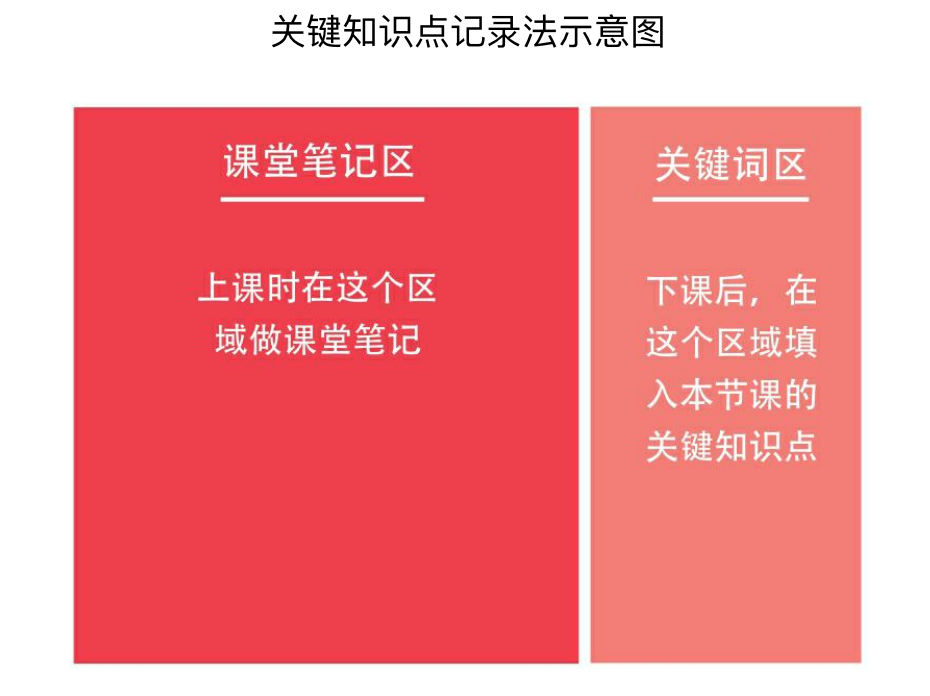 关键知识点记录法示意图
课堂笔记区
上课时在这个区
域做课堂笔记
关键词区
下课后，在
这个区域填
入本节课的
关键知识点